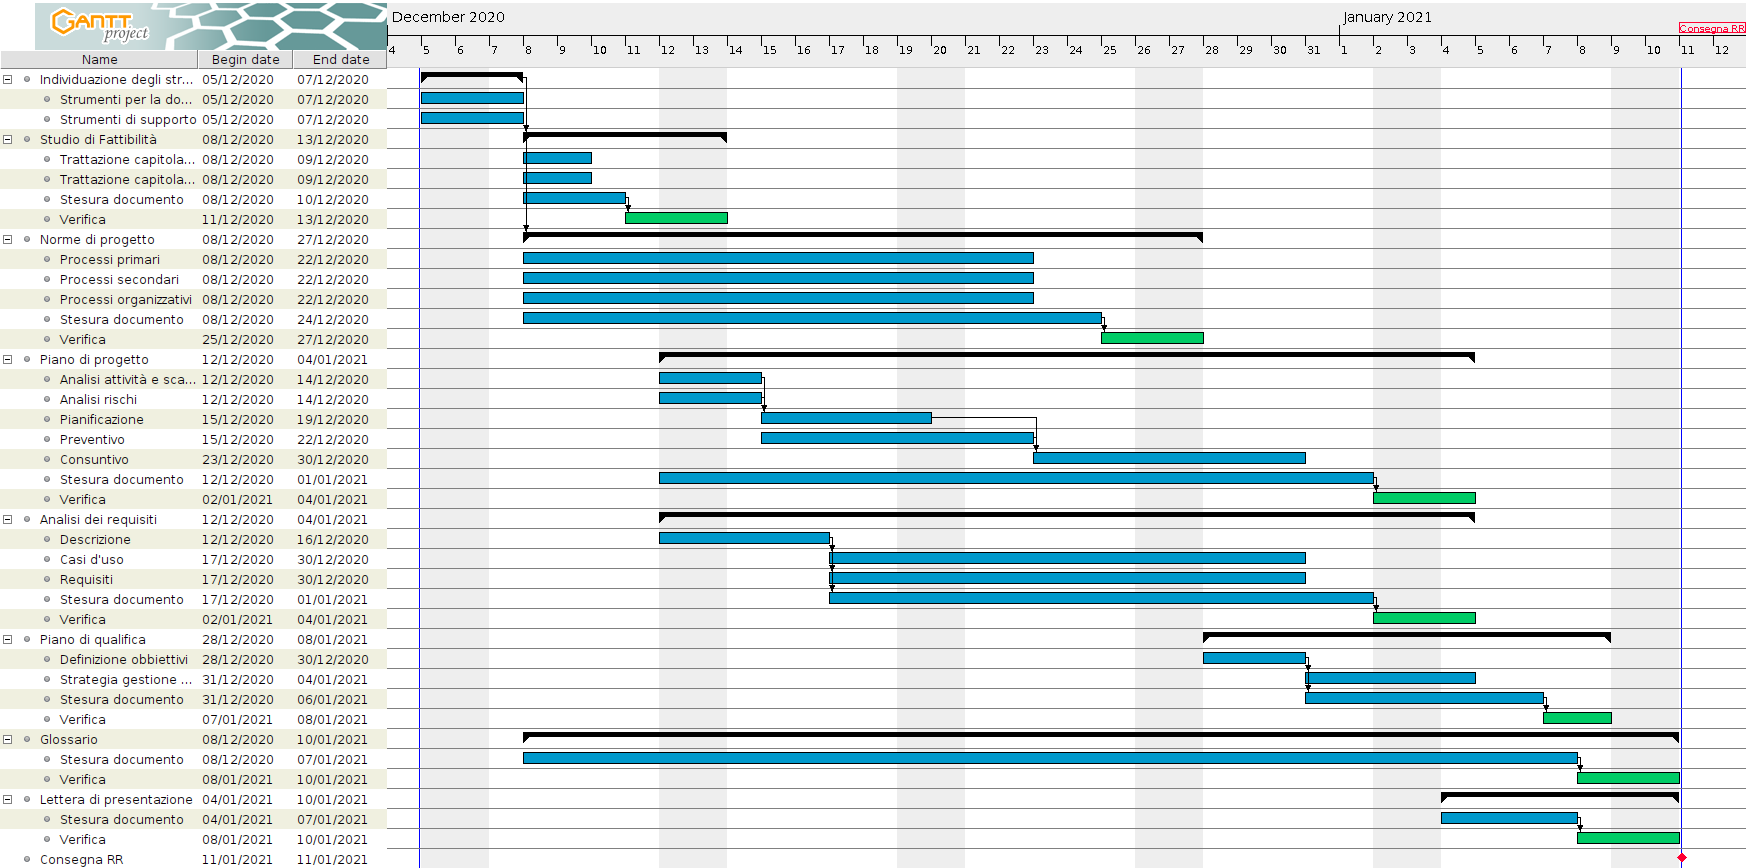 GANTT
project
December 2020
January 2021
Consegna RR
4 5 6 7 8 9 10 11 12 13 14 15 16 17 18 19 20 21 22 23 24 25 26 27 28 29 30 31 1 2 3 4 5 6 7 8 9 10 11 12
Name Begin date End date
Individuazione degli str... 05/12/2020 07/12/2020
Strumenti per la do... 05/12/2020 07/12/2020
Strumenti di supporto 05/12/2020 07/12/2020
Studio di Fattibilità 08/12/2020 13/12/2020
Trattazione capitola... 08/12/2020 09/12/2020
Trattazione capitola... 08/12/2020 09/12/2020
Stesura documento 08/12/2020 10/12/2020
Verifica 11/12/2020 13/12/2020
Norme di progetto 08/12/2020 27/12/2020
Processi primari 08/12/2020 22/12/2020
Processi secondari 08/12/2020 22/12/2020
Processi organizzativi 08/12/2020 22/12/2020
Stesura documento 08/12/2020 24/12/2020
Verifica 25/12/2020 27/12/2020
Piano di progetto 12/12/2020 04/01/2021
Analisi attività e sca... 12/12/2020 14/12/2020
Analisi rischi 12/12/2020 14/12/2020
Pianificazione 15/12/2020 19/12/2020
Preventivo 15/12/2020 22/12/2020
Consuntivo 23/12/2020 30/12/2020
Stesura documento 12/12/2020 01/01/2021
Verifica 02/01/2021 04/01/2021
Analisi dei requisiti 12/12/2020 04/01/2021
Descrizione 12/12/2020 16/12/2020
Casi d'uso 17/12/2020 30/12/2020
Requisiti 17/12/2020 30/12/2020
Stesura documento 17/12/2020 01/01/2021
Verifica 02/01/2021 04/01/2021
Piano di qualifica 28/12/2020 08/01/2021
Definizione obbiettivi 28/12/2020 30/12/2020
Strategia gestione ... 31/12/2020 04/01/2021
Stesura documento 31/12/2020 06/01/2021
Verifica 07/01/2021 08/01/2021
Glossario 08/12/2020 10/01/2021
Stesura documento 08/12/2020 07/01/2021
Verifica 08/01/2021 10/01/2021
Lettera di presentazione 04/01/2021 10/01/2021
Stesura documento 04/01/2021 07/01/2021
Verifica 08/01/2021 10/01/2021
Consegna RR 11/01/2021 11/01/2021